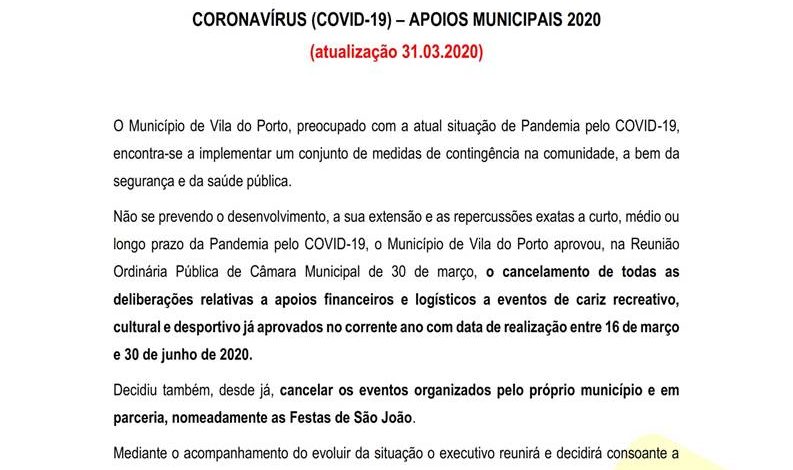 CORONAVÍRUS (COVID-19) – APOIOS MUNICIPAIS 2020
(atualização 31.03.2020)
O Município de Vila do Porto, preocupado com a atual situação de Pandemia pelo COVID-19,
encontra-se a implementar um conjunto de medidas de contingência na comunidade, a bem da
segurança e da saúde pública.
Não se prevendo o desenvolvimento, a sua extensão e as repercussões exatas a curto, médio ou
longo prazo da Pandemia pelo COVID-19, o Município de Vila do Porto aprovou, na Reunião
Ordinária Pública de Câmara Municipal de 30 de março, o cancelamento de todas as
deliberações relativas a apoios financeiros e logísticos a eventos de cariz recreativo,
cultural e desportivo já aprovados no corrente ano com data de realização entre 16 de março
e 30 de junho de 2020.
Decidiu também, desde já, cancelar os eventos organizados pelo próprio município e em
parceria, nomeadamente as Festas de São João.
Mediante o acompanhamento do evoluir da situação o executivo reunirá e decidirá consoante a